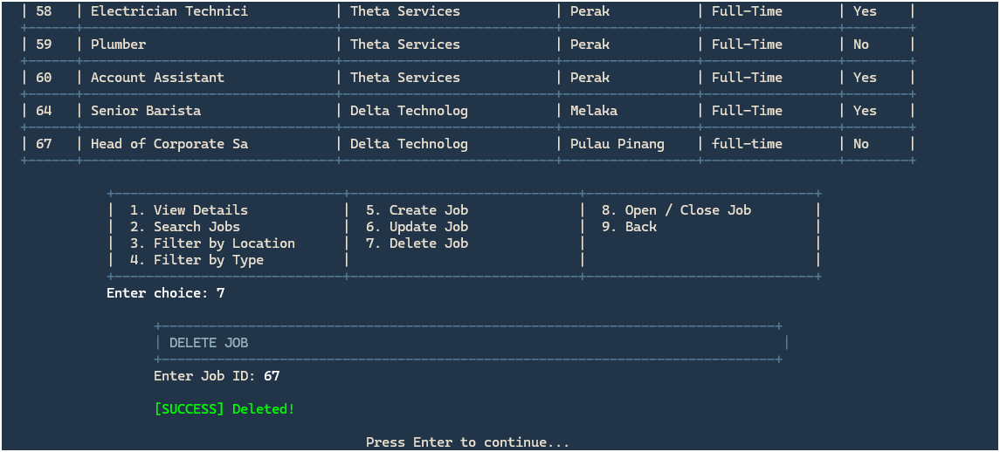 | 58 | Electrician Technici | Theta Services | Perak | Full-Time | Yes |
| 59 | Plumber | Theta Services | Perak | Full-Time | No |
| 60 | Account Assistant | Theta Services | Perak | Full-Time | Yes |
| 64 | Senior Barista | Delta Technolog | Melaka | Full-Time | Yes |
| 67 | Head of Corporate Sa | Delta Technolog | Pulau Pinang | full-time | No |
| 1. View Details | 5. Create Job | 8. Open / Close Job |
| 2. Search Jobs | 6. Update Job | 9. Back |
| 3. Filter by Location | 7. Delete Job | |
| 4. Filter by Type | | |
Enter choice: 7
| DELETE JOB |
Enter Job ID: 67
[SUCCESS] Deleted!
Press Enter to continue...